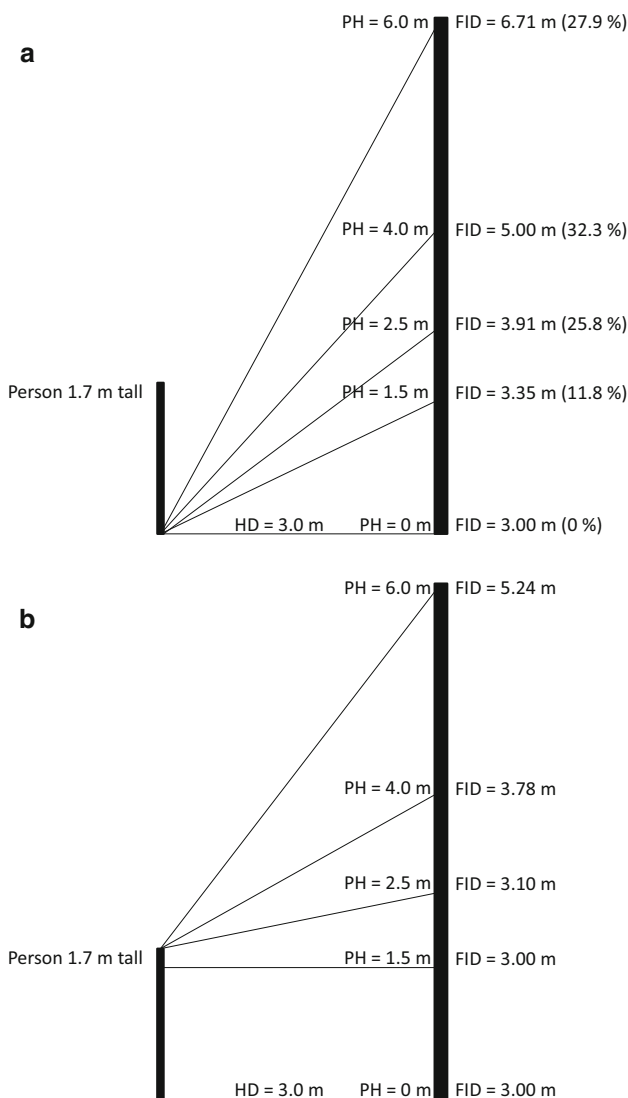 a
PH = 6.0 m FID = 6.71 m (27.9 %)
PH = 4.0 m FID = 5.00 m (32.3 %)
PH = 2.5 m FID = 3.91 m (25.8 %)
Person 1.7 m tall PH = 1.5 m FID = 3.35 m (11.8 %)
HD = 3.0 m PH = 0 m FID = 3.00 m (0 %)
b
PH = 6.0 m FID = 5.24 m
PH = 4.0 m FID = 3.78 m
PH = 2.5 m FID = 3.10 m
Person 1.7 m tall PH = 1.5 m FID = 3.00 m
HD = 3.0 m PH = 0 m FID = 3.00 m